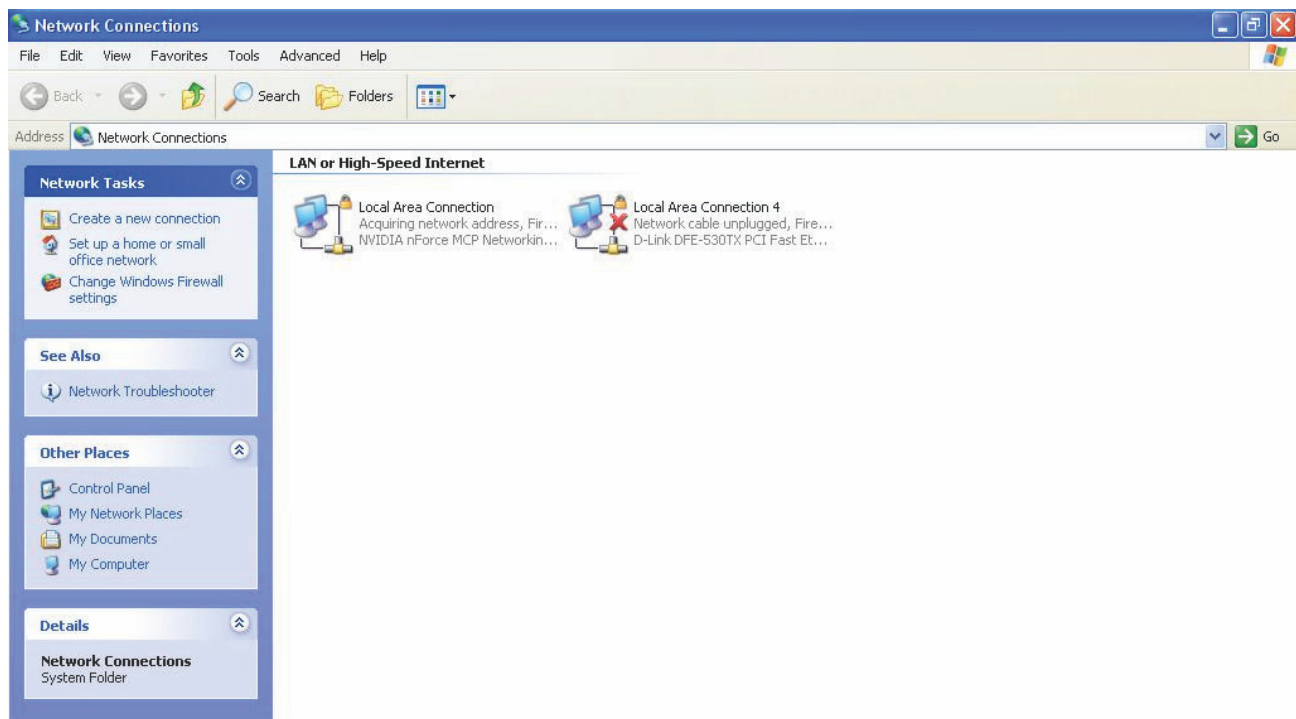 Network Connections
File Edit View Favorites Tools Advanced Help
Back Search Folders
Address Network Connections Go
Network Tasks
Create a new connection
Set up a home or small
office network
Change Windows Firewall
settings
See Also
Network Troubleshooter
Other Places
Control Panel
My Network Places
My Documents
My Computer
Details
Network Connections
System Folder
LAN or High-Speed Internet
Local Area Connection
Acquiring network address, Fir...
NVIDIA nForce MCP Networkin...
Local Area Connection 4
Network cable unplugged, Fire...
D-Link DFE-530TX PCI Fast Et...